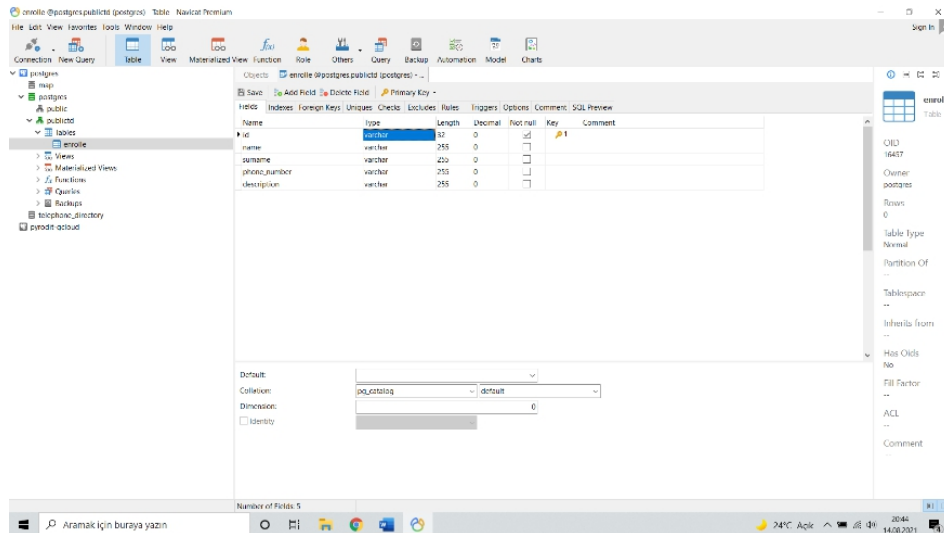 enrolle @postgres.publictd (postgres) - Table - Navicat Premium
File Edit View Favorites Tools Window Help
Sign In
Connection New Query Table View Materialized View Function Role Others Query Backup Automation Model Charts
postgres
map
postgres
public
publictd
Tables
enrolle
Views
Materialized Views
Functions
Queries
Backups
telephone_directory
pyrodit-gcloud
Objects enrolle @postgres.publictd (postgres) - ...
Save Add Field Delete Field Primary Key
Fields Indexes Foreign Keys Uniques Checks Excludes Rules Triggers Options Comment SQL Preview
Name Type Length Decimal Not null Key Comment
id varchar 32 0 1
name varchar 255 0
surname varchar 255 0
phone_number varchar 255 0
description varchar 255 0
Default:
Collation: pg_catalog default
Dimension: 0
Identity
Number of Fields: 5
enrol
Table
OID
16457
Owner
postgres
Rows
0
Table Type
Normal
Partition Of
--
Tablespace
--
Inherits from
--
Has Oids
No
Fill Factor
--
ACL
--
Comment
--
Aramak için buraya yazın
24°C Açık
20:44
14.08.2021